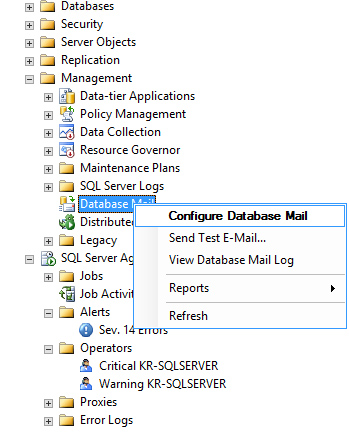 Databases
Security
Server Objects
Replication
Management
Data-tier Applications
Policy Management
Data Collection
Resource Governor
Maintenance Plans
SQL Server Logs
Database Mail
Configure Database Mail
Distribute
Send Test E-Mail...
Legacy
View Database Mail Log
SQL Server Ag
Jobs
Reports
Job Activit
Refresh
Alerts
Sev. 14 Errors
Operators
Critical KR-SQLSERVER
Warning KR-SQLSERVER
Proxies
Error Logs